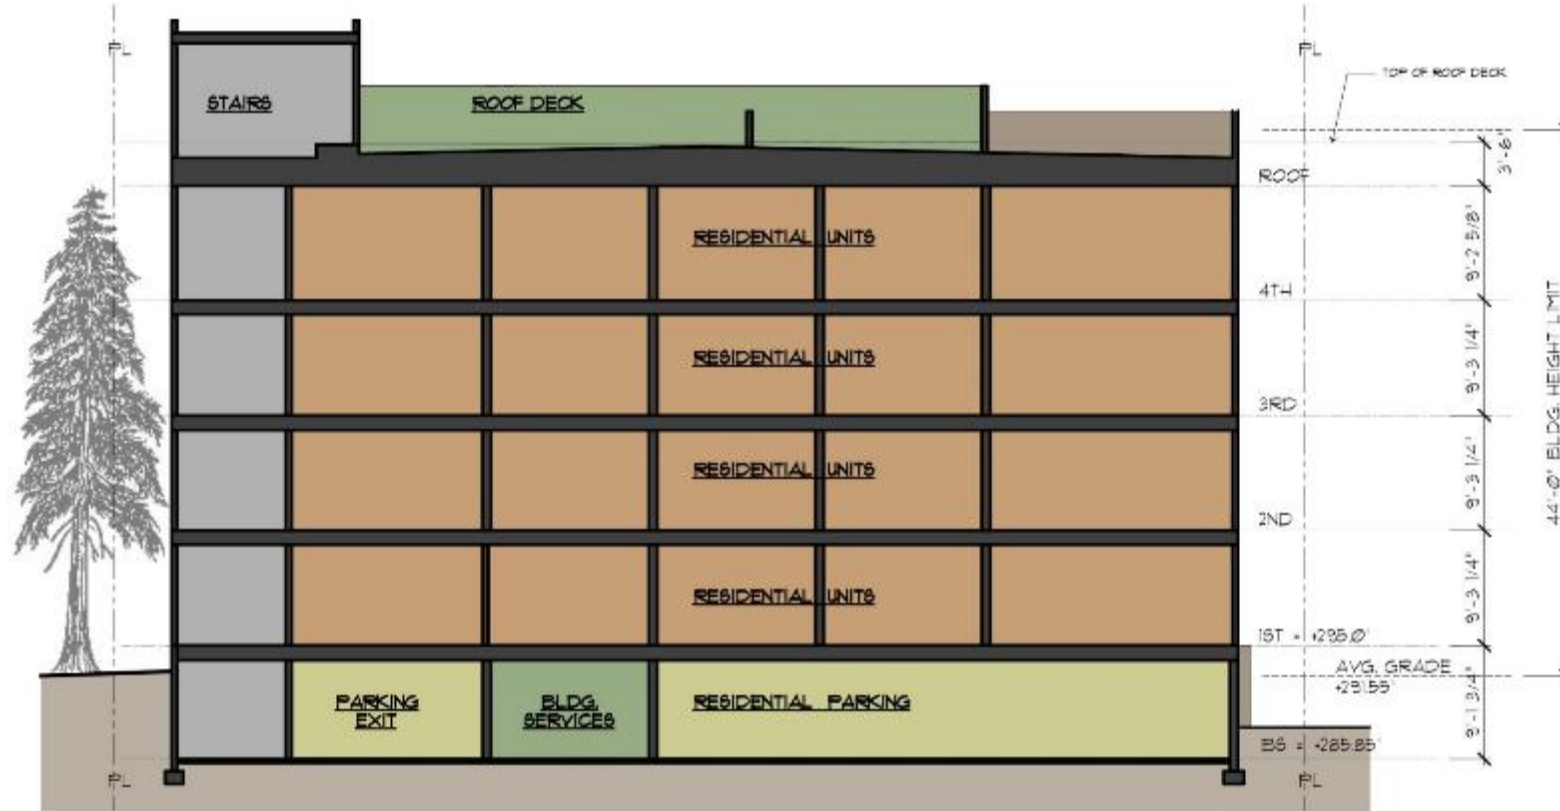 PL
PL
TOP OF ROOF DECK
STAIRS
ROOF DECK
3'-6"
ROOF
RESIDENTIAL UNITS
9'-2 5/8"
4TH
RESIDENTIAL UNITS
9'-3 1/4"
3RD
44'-0" BLDG. HEIGHT LIMIT
RESIDENTIAL UNITS
9'-3 1/4"
2ND
RESIDENTIAL UNITS
9'-3 1/4"
1ST = +295.0'
AVG. GRADE
+291.55'
PARKING
EXIT
BLDG.
SERVICES
RESIDENTIAL PARKING
9'-1 3/4"
BS = +285.85'
PL
PL